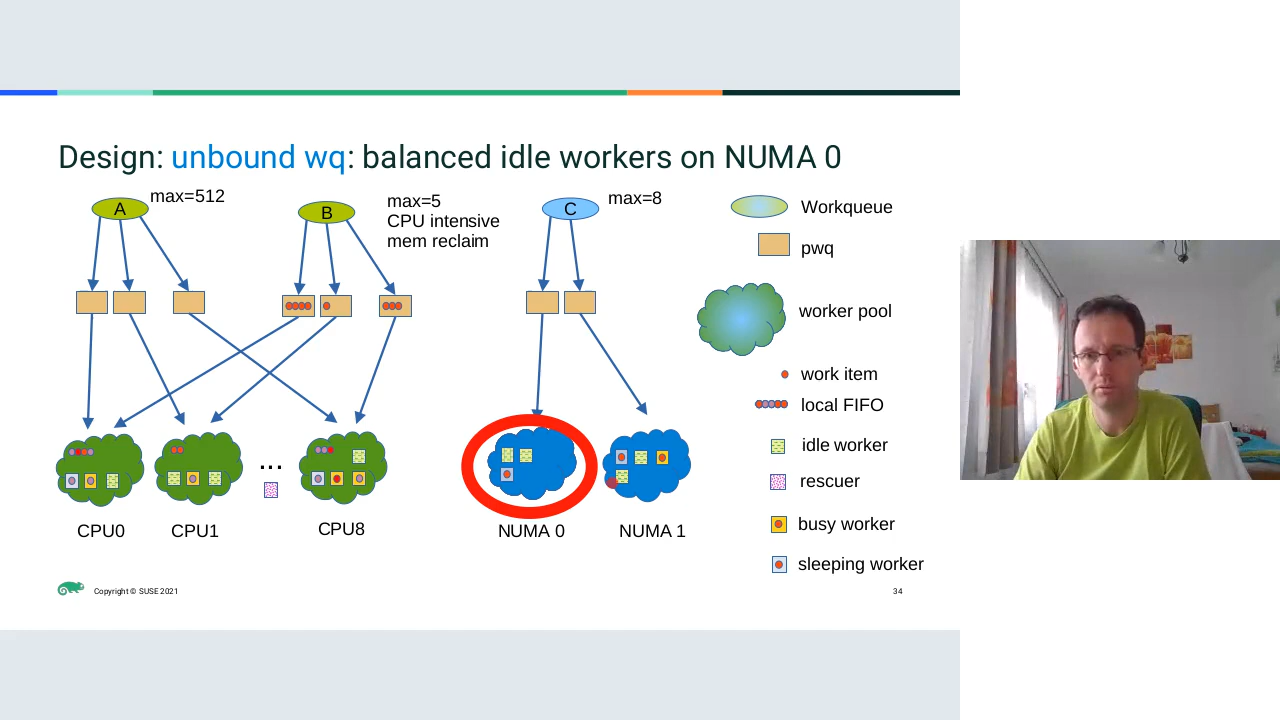 Design: unbound wq: balanced idle workers on NUMA 0
A
max=512
B
max=5
CPU intensive
mem reclaim
C
max=8
Workqueue
pwq
worker pool
work item
local FIFO
idle worker
rescuer
busy worker
sleeping worker
...
CPU0
CPU1
CPU8
NUMA 0
NUMA 1
Copyright © SUSE 2021
34